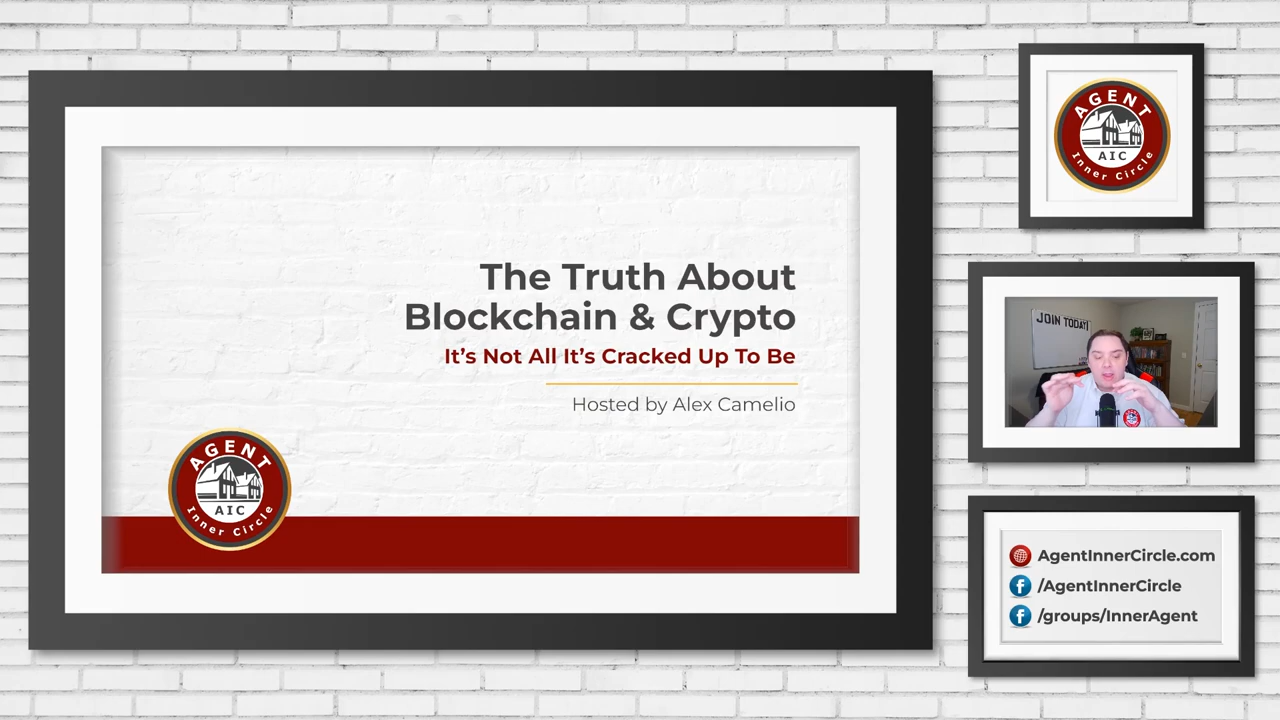 The Truth About
Blockchain & Crypto
It’s Not All It’s Cracked Up To Be
Hosted by Alex Camelio
AGENT
AIC
Inner Circle
AGENT
AIC
Inner Circle
JOIN TODAY!
AgentInnerCircle.com
/AgentInnerCircle
/groups/InnerAgent